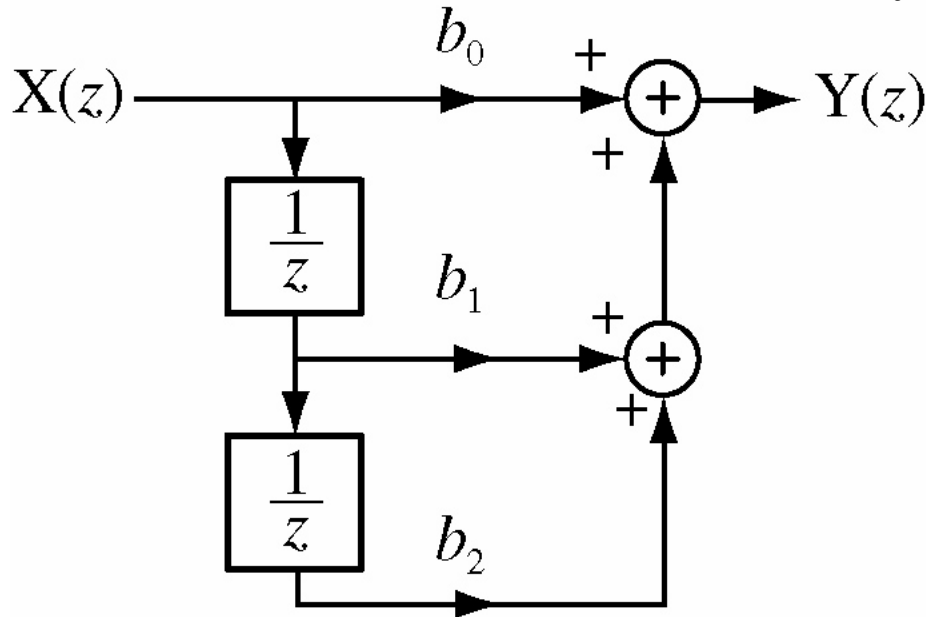 b₀
+
X(z) + Y(z)
+
1/z
b₁
+
+
+
1/z
b₂